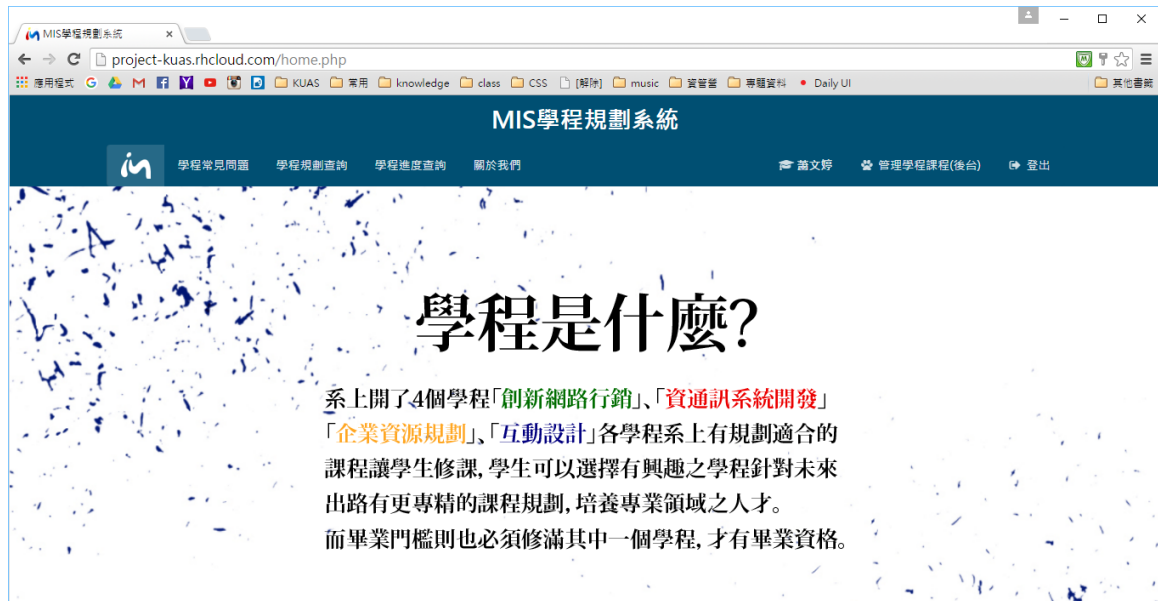 MIS學程規劃系統
project-kuas.rhcloud.com/home.php
應用程式 KUAS 常用 knowledge class CSS [解除] music 資管營 專題資料 Daily UI 其他書籤
MIS學程規劃系統
學程常見問題 學程規劃查詢 學程進度查詢 關於我們 文婷 管理學程課程(後台) 登出
學程是什麼?
系上開了4個學程「創新網路行銷」、「資通訊系統開發」
「企業資源規劃」、「互動設計」各學程系上有規劃適合的
課程讓學生修課, 學生可以選擇有興趣之學程針對未來
出路有更專精的課程規劃, 培養專業領域之人才。
而畢業門檻則也必須修滿其中一個學程, 才有畢業資格。